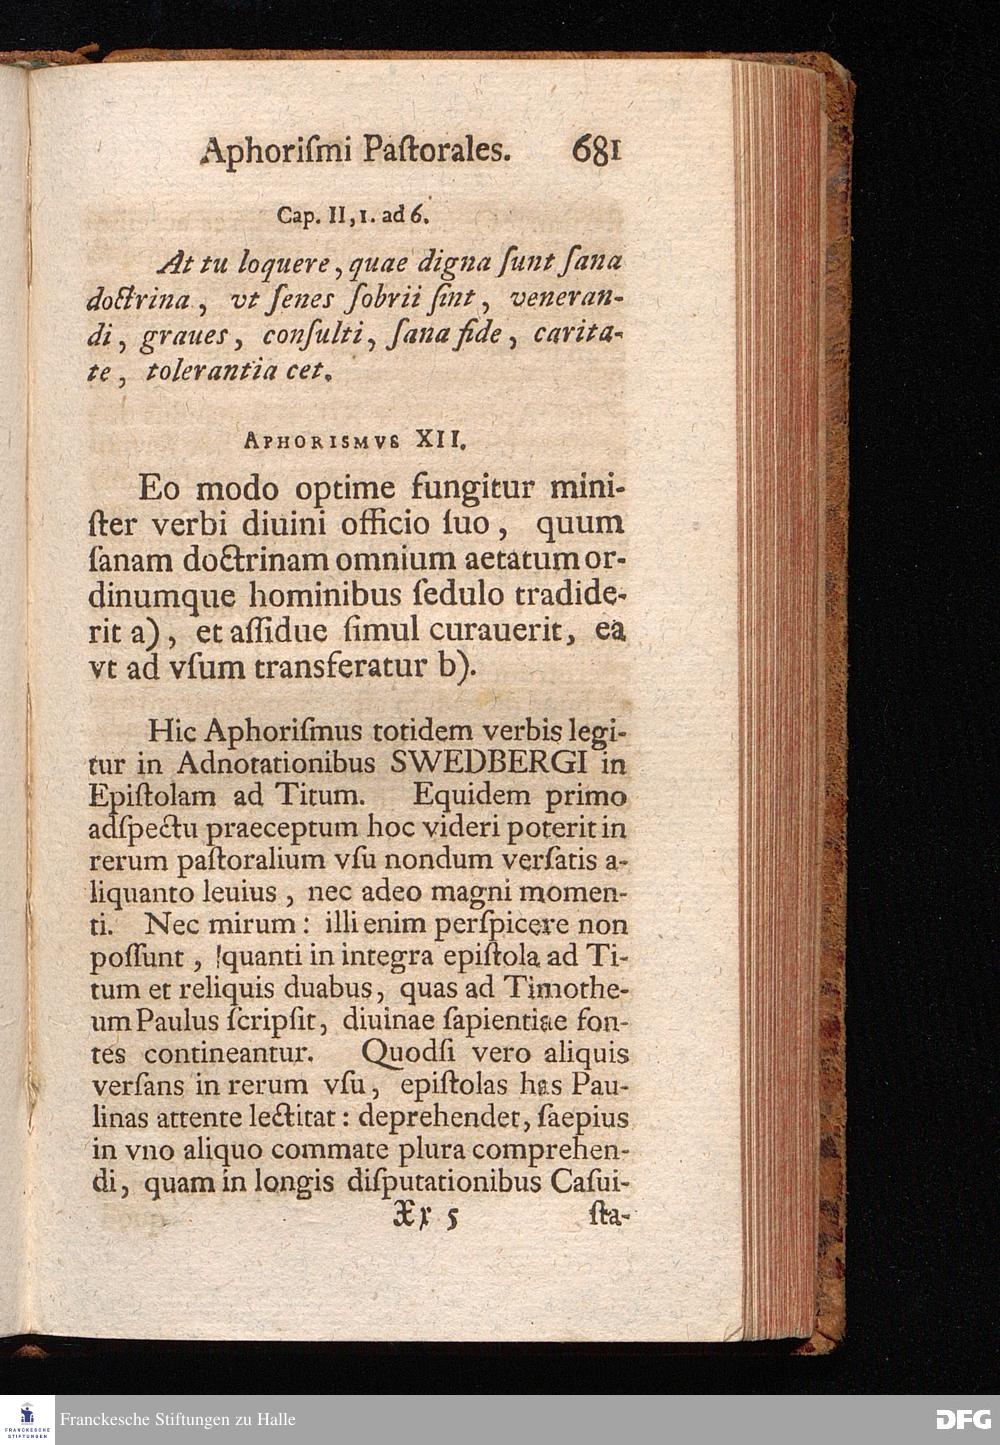 Aphoriſmi Paſtorales. 681
Cap. II, 1. ad 6.
At tu loquere, quae digna ſunt ſana
doctrina, vt ſenes ſobrii ſint, veneran-
di, graues, conſulti, ſana fide, carita-
te, tolerantia cet.
APHORISMVS XII.
Eo modo optime fungitur mini-
ſter verbi diuini officio ſuo, quum
ſanam doctrinam omnium aetatum or-
dinumque hominibus ſedulo tradide-
rit a), et aſſidue ſimul curauerit, ea
vt ad vſum transferatur b).
Hic Aphoriſmus totidem verbis legi-
tur in Adnotationibus SWEDBERGI in
Epiſtolam ad Titum. Equidem primo
adſpectu praeceptum hoc videri poterit in
rerum paſtoralium vſu nondum verſatis a-
liquanto leuius, nec adeo magni momen-
ti. Nec mirum: illi enim perſpicere non
poſſunt, quanti in integra epiſtola ad Ti-
tum et reliquis duabus, quas ad Timothe-
um Paulus ſcripſit, diuinae ſapientiae fon-
tes contineantur. Quodſi vero aliquis
verſans in rerum vſu, epiſtolas has Pau-
linas attente lectitat: deprehendet, ſaepius
in vno aliquo commate plura comprehen-
di, quam in longis diſputationibus Caſui-
Xx 5 ſta-
FRANCKESCHE
STIFTUNGEN
Franckesche Stiftungen zu Halle
DFG